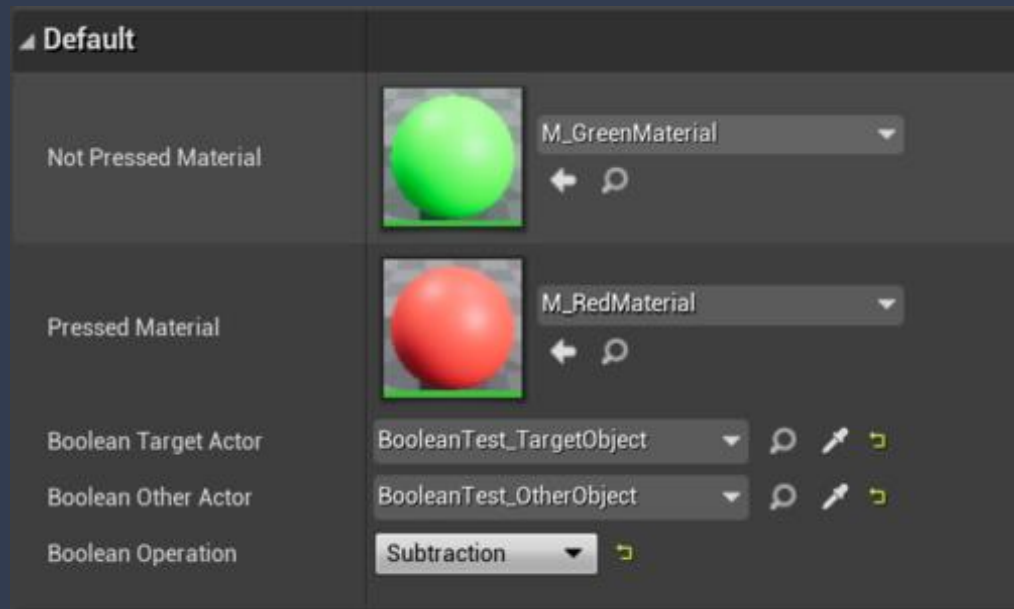 Default
Not Pressed Material
M_GreenMaterial
Pressed Material
M_RedMaterial
Boolean Target Actor
BooleanTest_TargetObject
Boolean Other Actor
BooleanTest_OtherObject
Boolean Operation
Subtraction